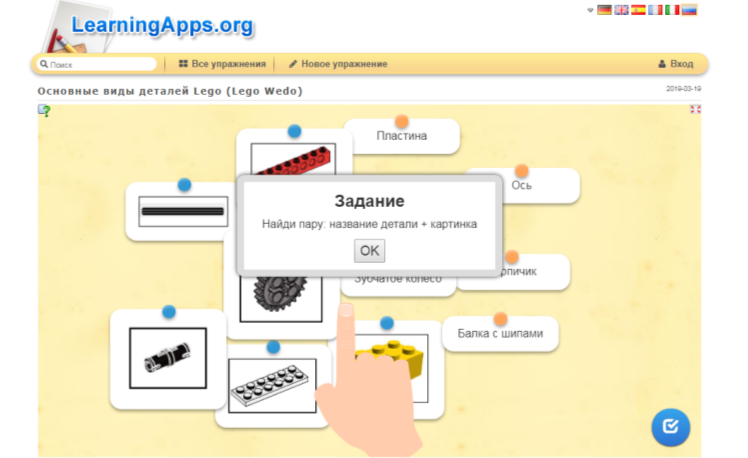 LearningApps.org
Поиск
Все упражнения
Новое упражнение
Вход
Основные виды деталей Lego (Lego Wedo)
2019-03-19
Пластина
Ось
Задание
Найди пару: название детали + картинка
OK
Зубчатое колесо
Балка с шипами